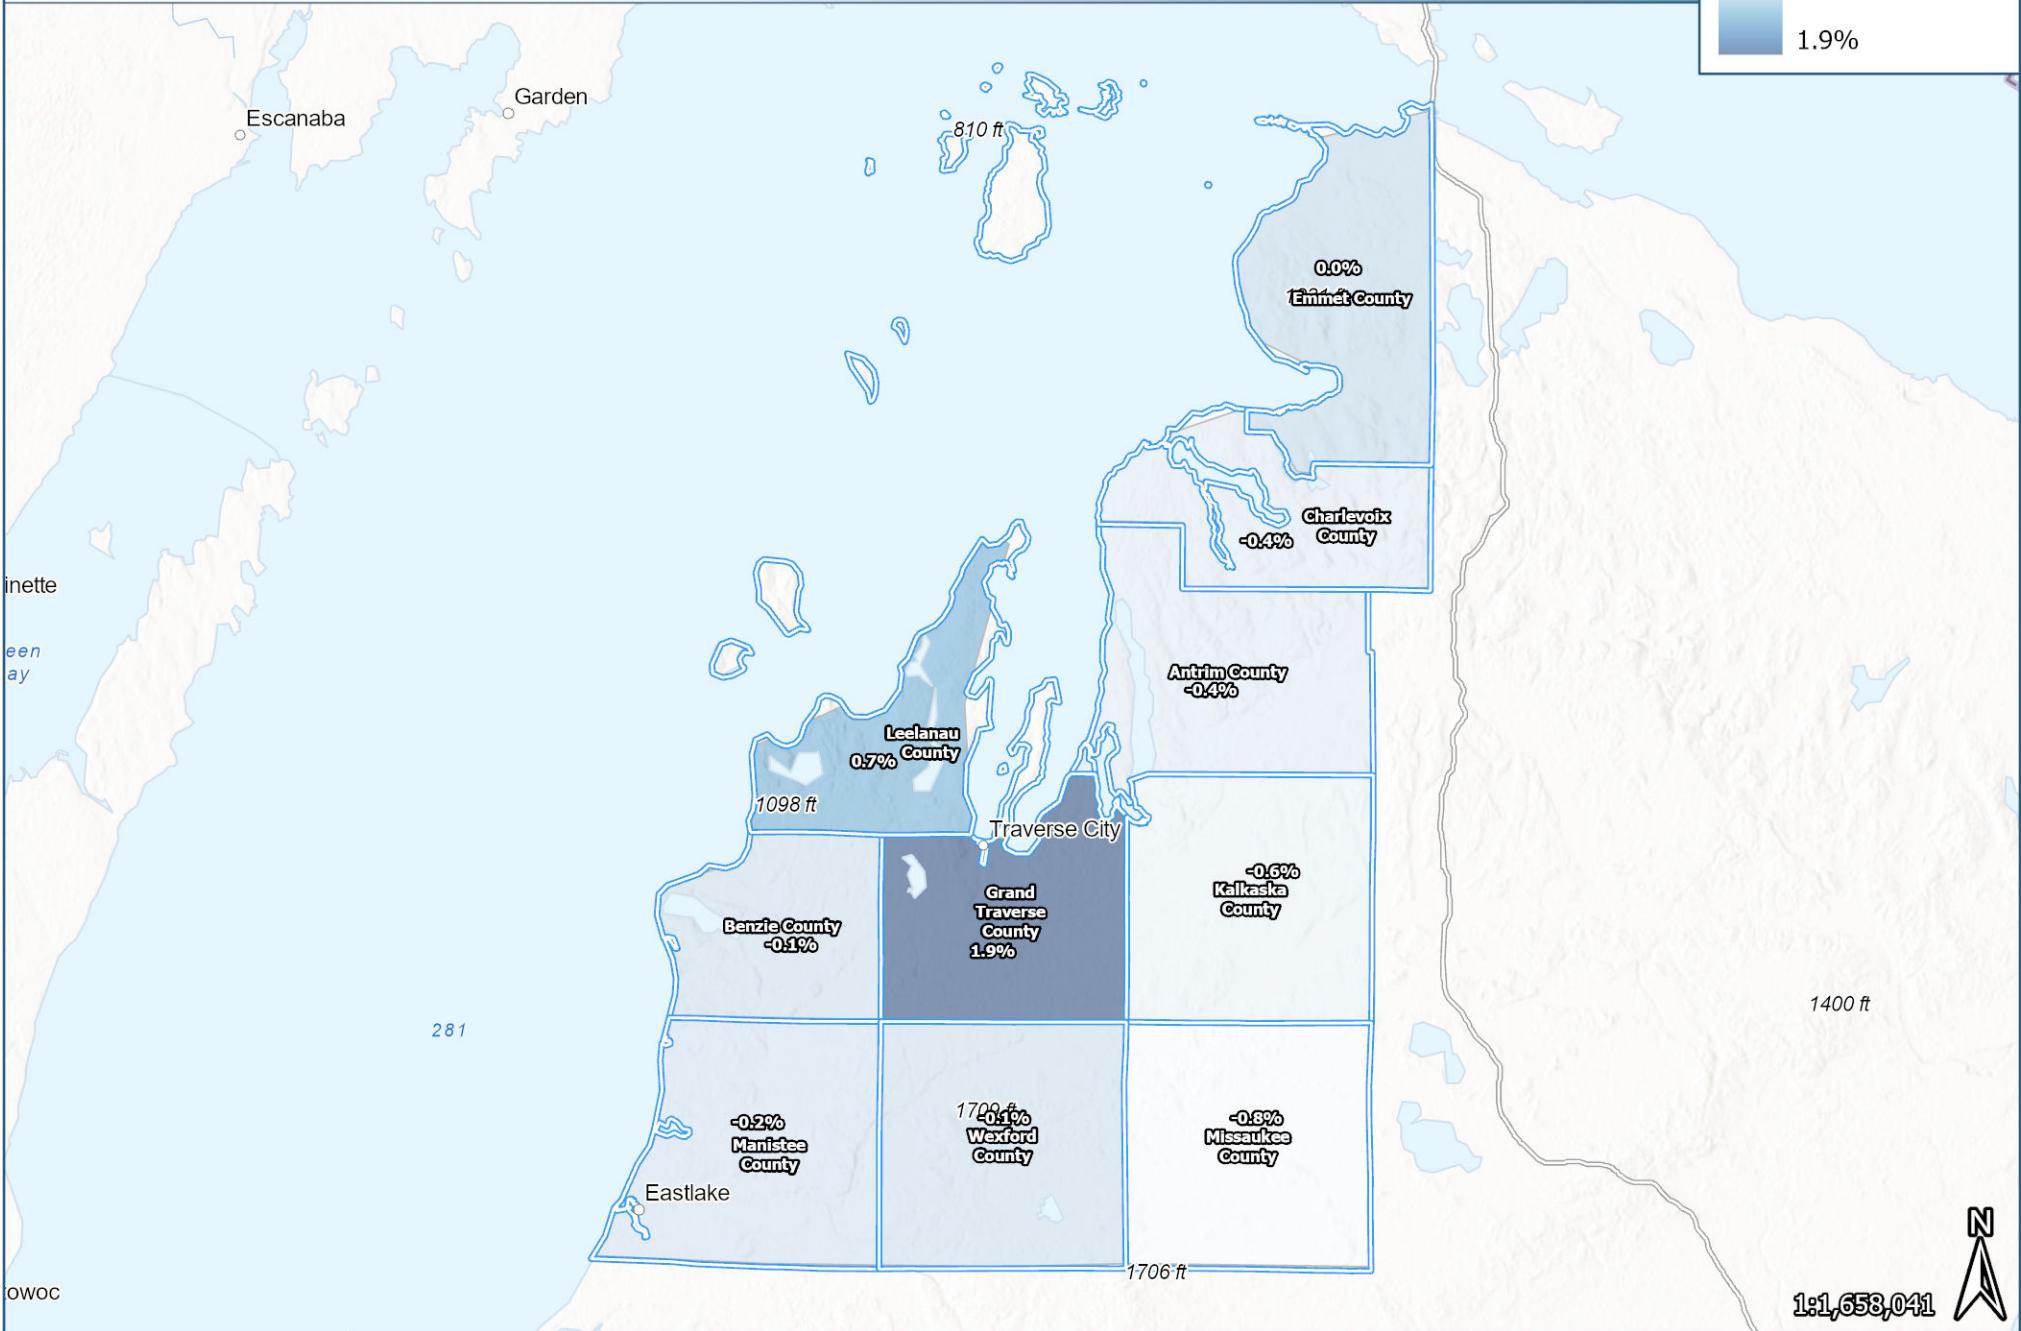 1.9%
Garden
Escanaba
810 ft
0.0%
Emmet County
Charlevoix
County
-0.4%
inette
een
ay
Antrim County
-0.4%
Leelanau
County
0.7%
1098 ft
Traverse City
-0.6%
Kalkaska
County
Grand
Traverse
County
1.9%
Benzie County
-0.1%
1400 ft
281
1709 ft
-0.1%
Wexford
County
-0.2%
Manistee
County
-0.8%
Missaukee
County
Eastlake
1706 ft
owoc
N
1:1,658,041